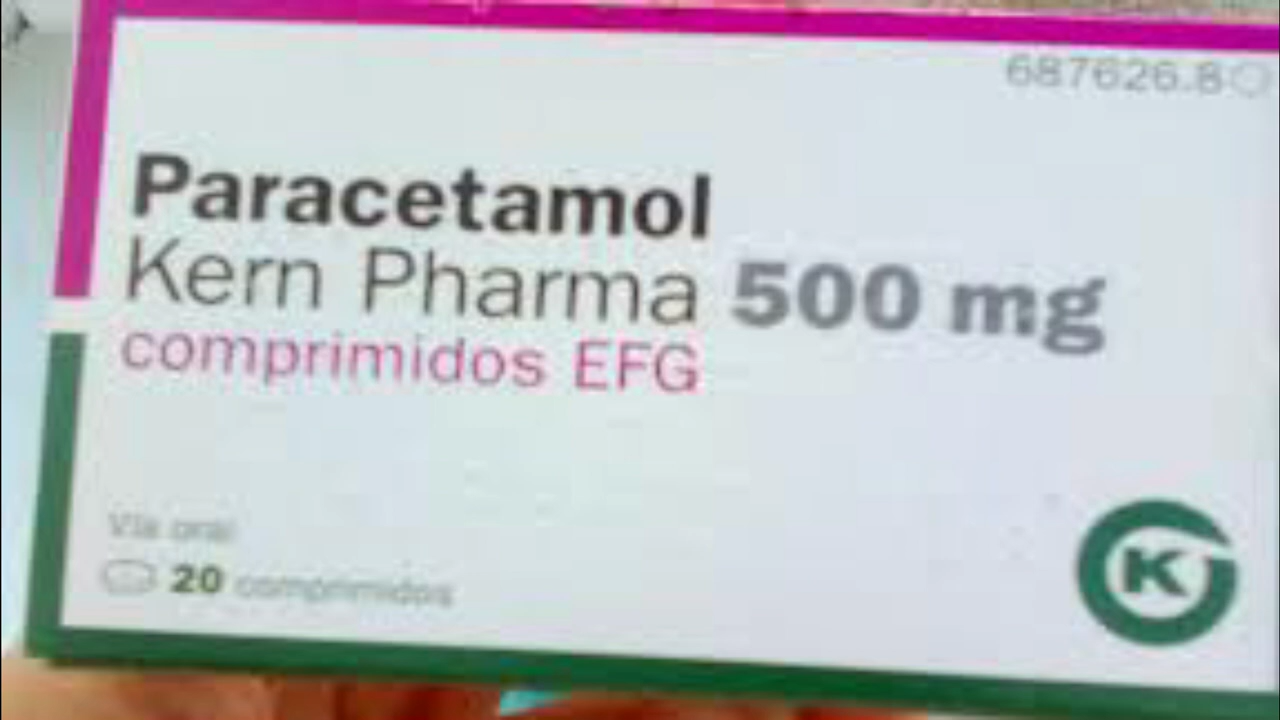 687626.8
Paracetamol
Kern Pharma 500 mg
comprimidos EFG
Vía oral
20 comprimidos
K